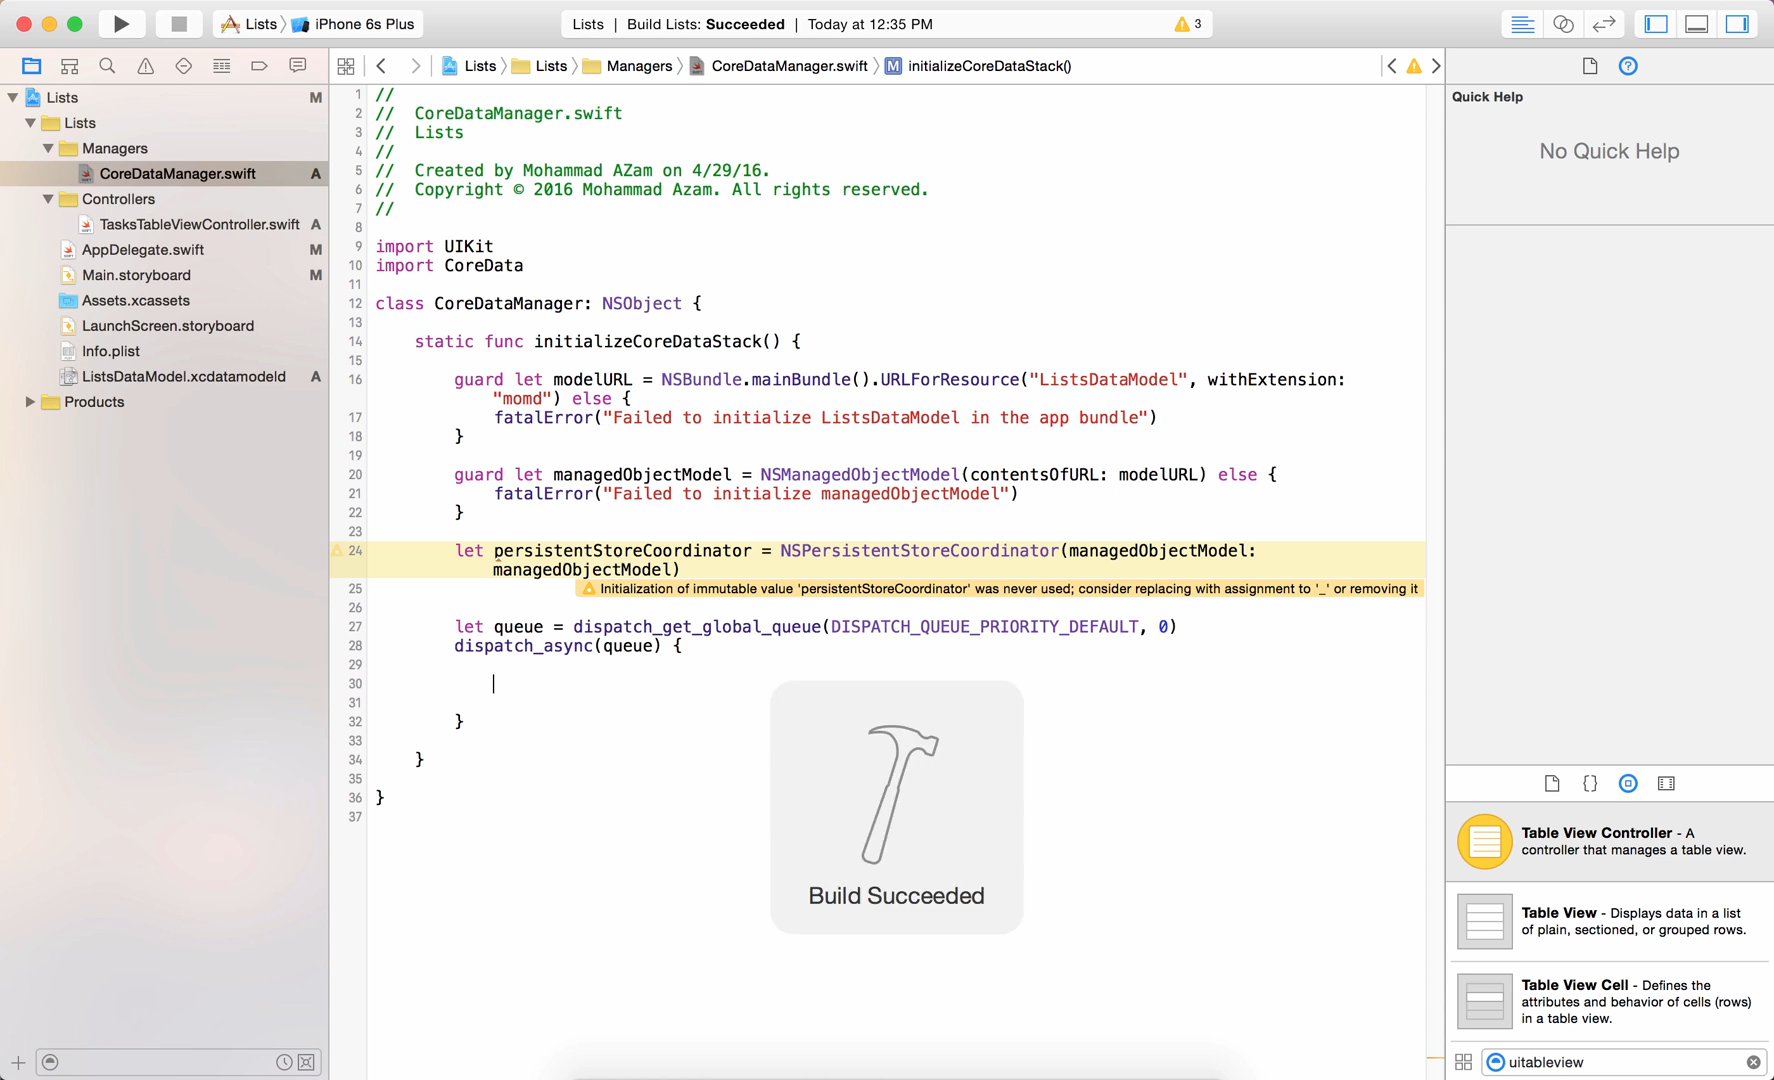 Lists
iPhone 6s Plus
Lists | Build Lists: Succeeded | Today at 12:35 PM
3
Lists
Lists
Managers
CoreDataManager.swift
M
initializeCoreDataStack()
Lists
M
Lists
Managers
CoreDataManager.swift
A
Controllers
TasksTableViewController.swift
A
AppDelegate.swift
M
Main.storyboard
M
Assets.xcassets
LaunchScreen.storyboard
Info.plist
ListsDataModel.xcdatamodeld
A
Products
1 //
2 //  CoreDataManager.swift
3 //  Lists
4 //
5 //  Created by Mohammad AZam on 4/29/16.
6 //  Copyright © 2016 Mohammad Azam. All rights reserved.
7 //
8
9 import UIKit
10 import CoreData
11
12 class CoreDataManager: NSObject {
13
14 static func initializeCoreDataStack() {
15
16 guard let modelURL = NSBundle.mainBundle().URLForResource("ListsDataModel", withExtension:
"momd") else {
17 fatalError("Failed to initialize ListsDataModel in the app bundle")
18 }
19
20 guard let managedObjectModel = NSManagedObjectModel(contentsOfURL: modelURL) else {
21 fatalError("Failed to initialize managedObjectModel")
22 }
23
24 let persistentStoreCoordinator = NSPersistentStoreCoordinator(managedObjectModel:
managedObjectModel)
25 Initialization of immutable value 'persistentStoreCoordinator' was never used; consider replacing with assignment to '_' or removing it
26
27 let queue = dispatch_get_global_queue(DISPATCH_QUEUE_PRIORITY_DEFAULT, 0)
28 dispatch_async(queue) {
29
30
31
32 }
33
34 }
35
36 }
37
Build Succeeded
Quick Help
No Quick Help
Table View Controller - A
controller that manages a table view.
Table View - Displays data in a list
of plain, sectioned, or grouped rows.
Table View Cell - Defines the
attributes and behavior of cells (rows)
in a table view.
uitableview